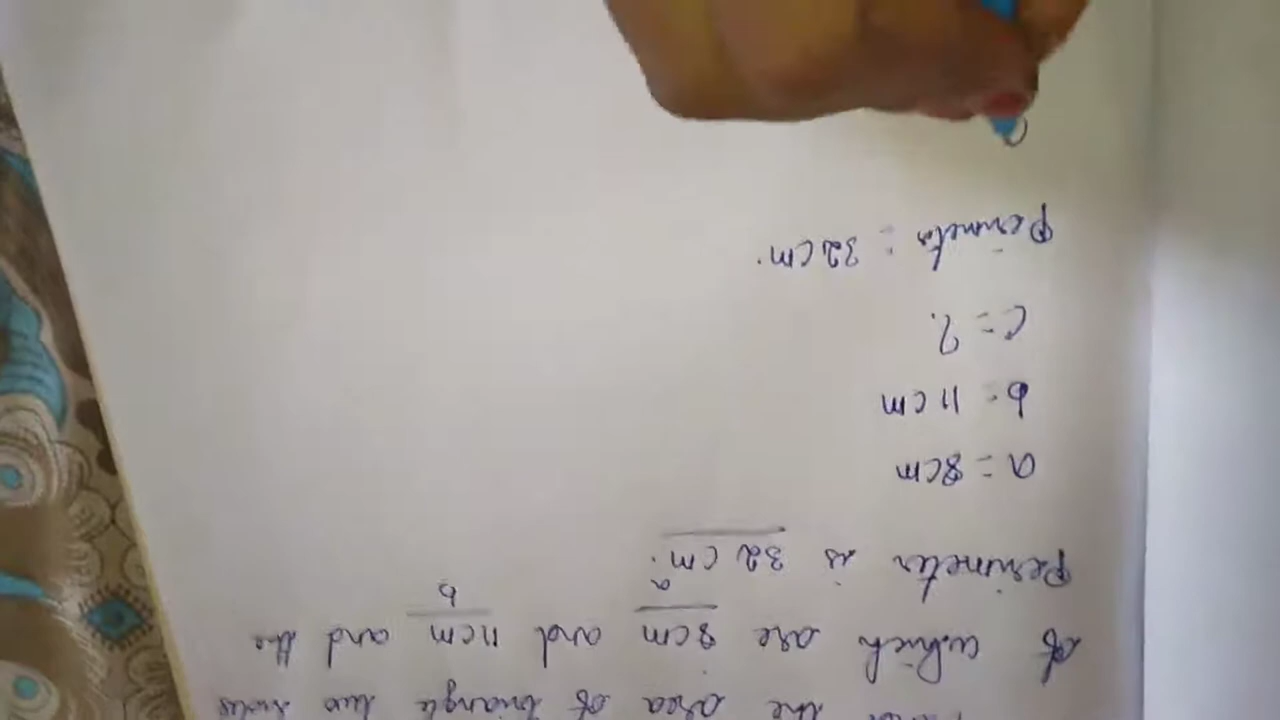 the area of triangle two sides
of which are 8cm and 11cm and the
a b
Perimeter is 32 cm.
a = 8cm
b = 11 cm
c = ?
Perimeter = 32 cm.